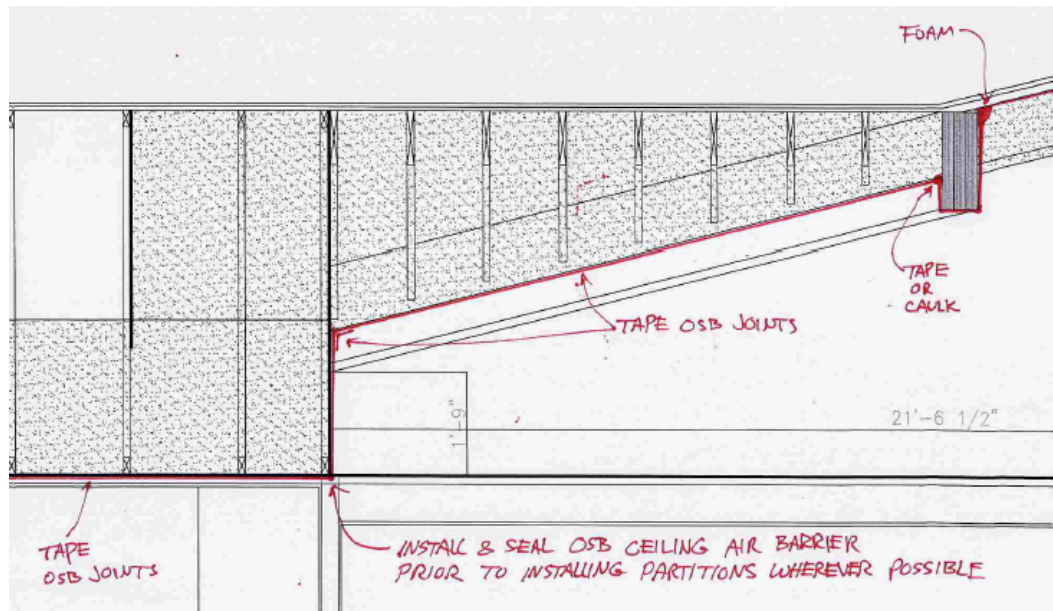 FOAM
TAPE
OR
CAULK
TAPE OSB JOINTS
1'-9"
21'-6 1/2"
TAPE
OSB JOINTS
INSTALL & SEAL OSB CEILING AIR BARRIER
PRIOR TO INSTALLING PARTITIONS WHEREVER POSSIBLE